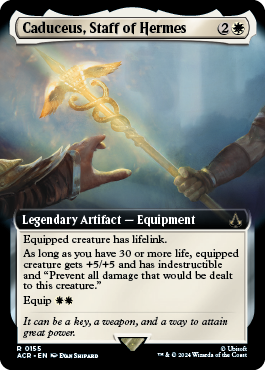 Caduceus, Staff of Hermes 2
Legendary Artifact — Equipment
Equipped creature has lifelink.
As long as you have 30 or more life, equipped
creature gets +5/+5 and has indestructible
and “Prevent all damage that would be dealt
to this creature.”
Equip
It can be a key, a weapon, and a way to attain
great power.
R 0155 © Ubisoft
ACR • EN Evan Shipard ™ & © 2024 Wizards of the Coast